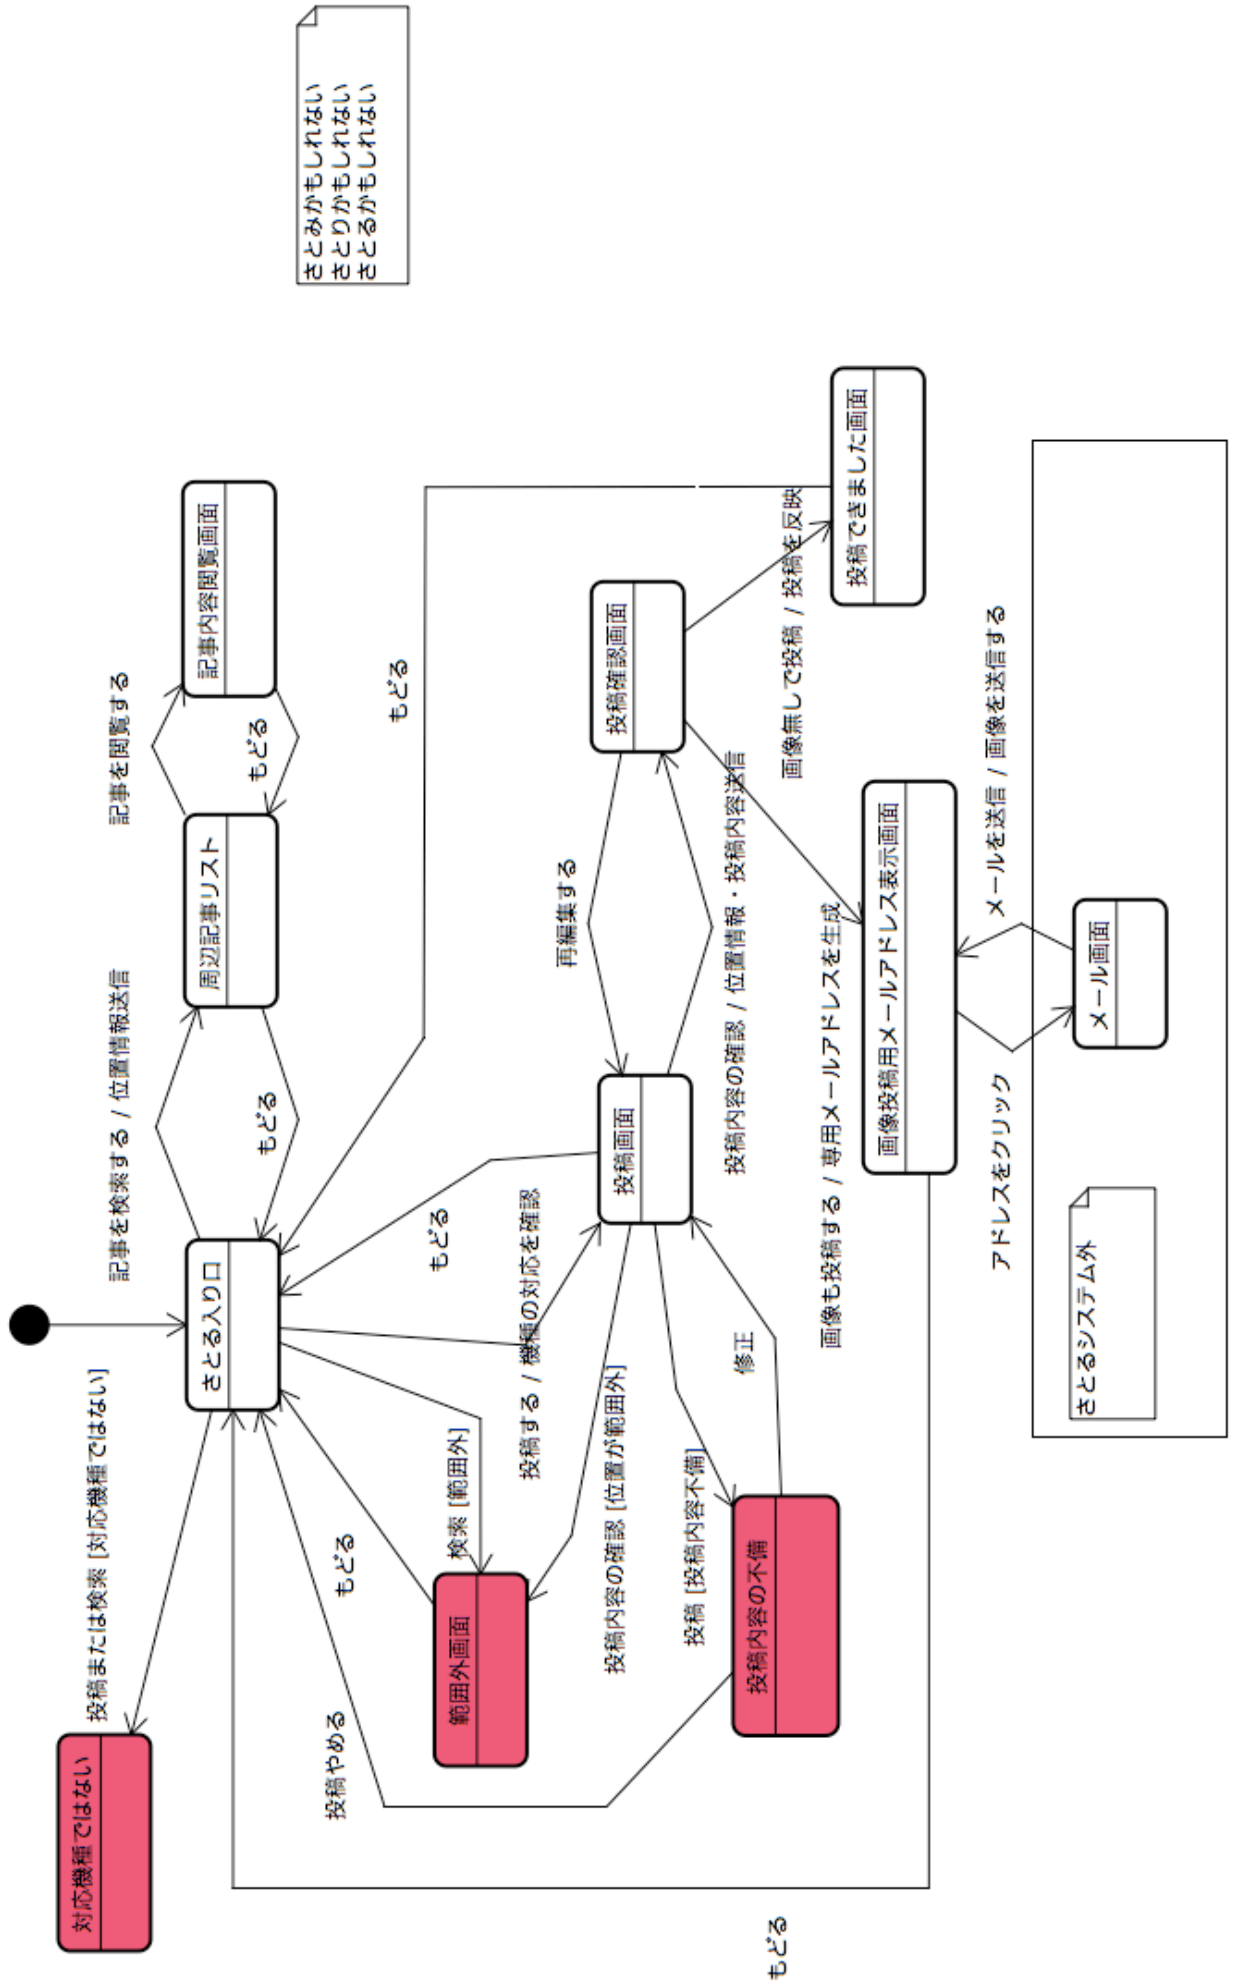 さとみかもしれない
さとりかもしれない
さとるかもしれない
対応機種ではない
投稿または検索 [対応機種ではない]
さとる入り口
記事を検索する / 位置情報送信
もどる
周辺記事リスト
記事を閲覧する
もどる
記事内容閲覧画面
もどる
もどる
投稿やめる
もどる
検索 [範囲外]
範囲外画面
投稿する / 機種の対応を確認
投稿内容の確認 [位置が範囲外]
投稿 [投稿内容不備]
修正
投稿内容の不備
投稿画面
再編集する
投稿内容の確認 / 位置情報・投稿内容送信
投稿確認画面
画像無しで投稿 / 投稿を反映
投稿できました画面
画像も投稿する / 専用メールアドレスを生成
画像投稿用メールアドレス表示画面
もどる
アドレスをクリック
メールを送信 / 画像を送信する
メール画面
さとるシステム外